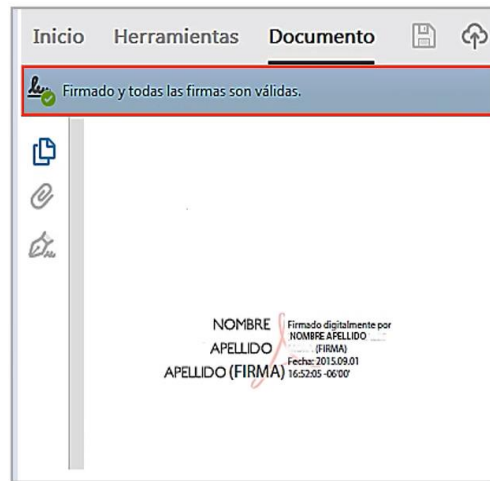 Inicio Herramientas Documento
Firmado y todas las firmas son válidas.
NOMBRE
APELLIDO
APELLIDO (FIRMA)
Firmado digitalmente por
NOMBRE APELLIDO
(FIRMA)
Fecha: 2015.09.01
16:52:05 -06'00'